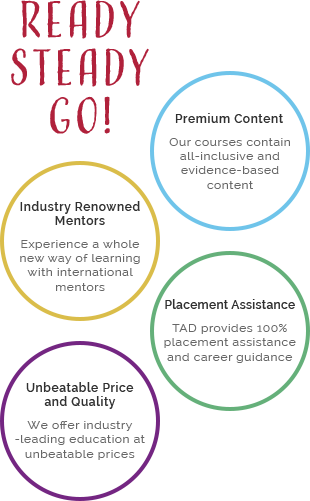 READY
STEADY
GO!
Premium Content
Our courses contain
all-inclusive and
evidence-based
content
Industry Renowned
Mentors
Experience a whole
new way of learning
with international
mentors
Placement Assistance
TAD provides 100%
placement assistance
and career guidance
Unbeatable Price
and Quality
We offer industry
-leading education at
unbeatable prices